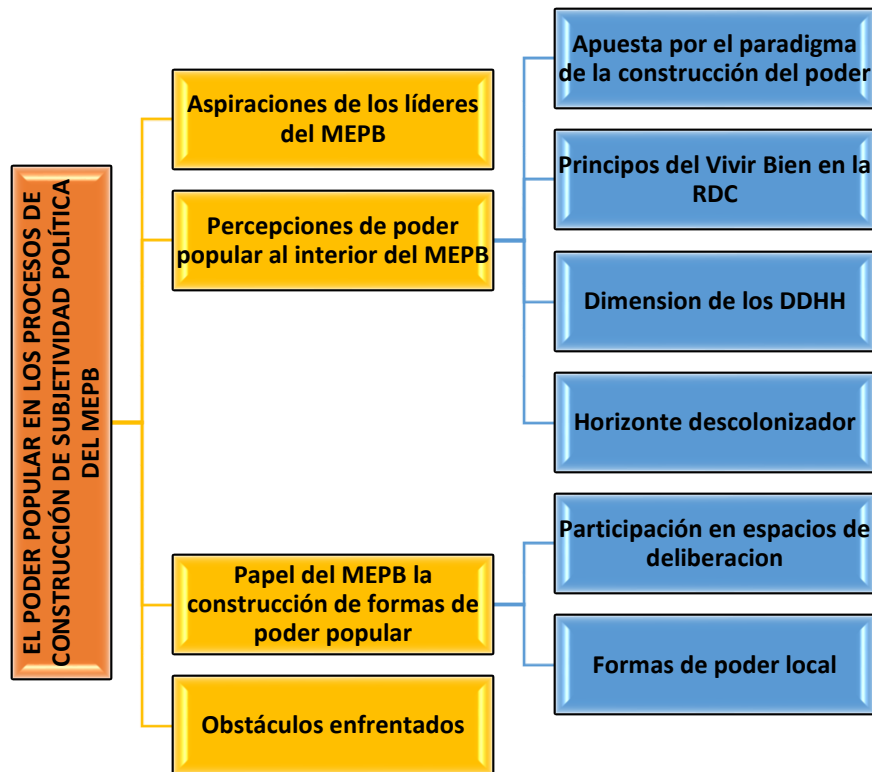 EL PODER POPULAR EN LOS PROCESOS DE
CONSTRUCCIÓN DE SUBJETIVIDAD POLÍTICA
DEL MEPB
Aspiraciones de los líderes
del MEPB
Percepciones de poder
popular al interior del MEPB
Apuesta por el paradigma
de la construcción del poder
Principos del Vivir Bien en la
RDC
Dimension de los DDHH
Horizonte descolonizador
Papel del MEPB la
construcción de formas de
poder popular
Participación en espacios de
deliberacion
Formas de poder local
Obstáculos enfrentados